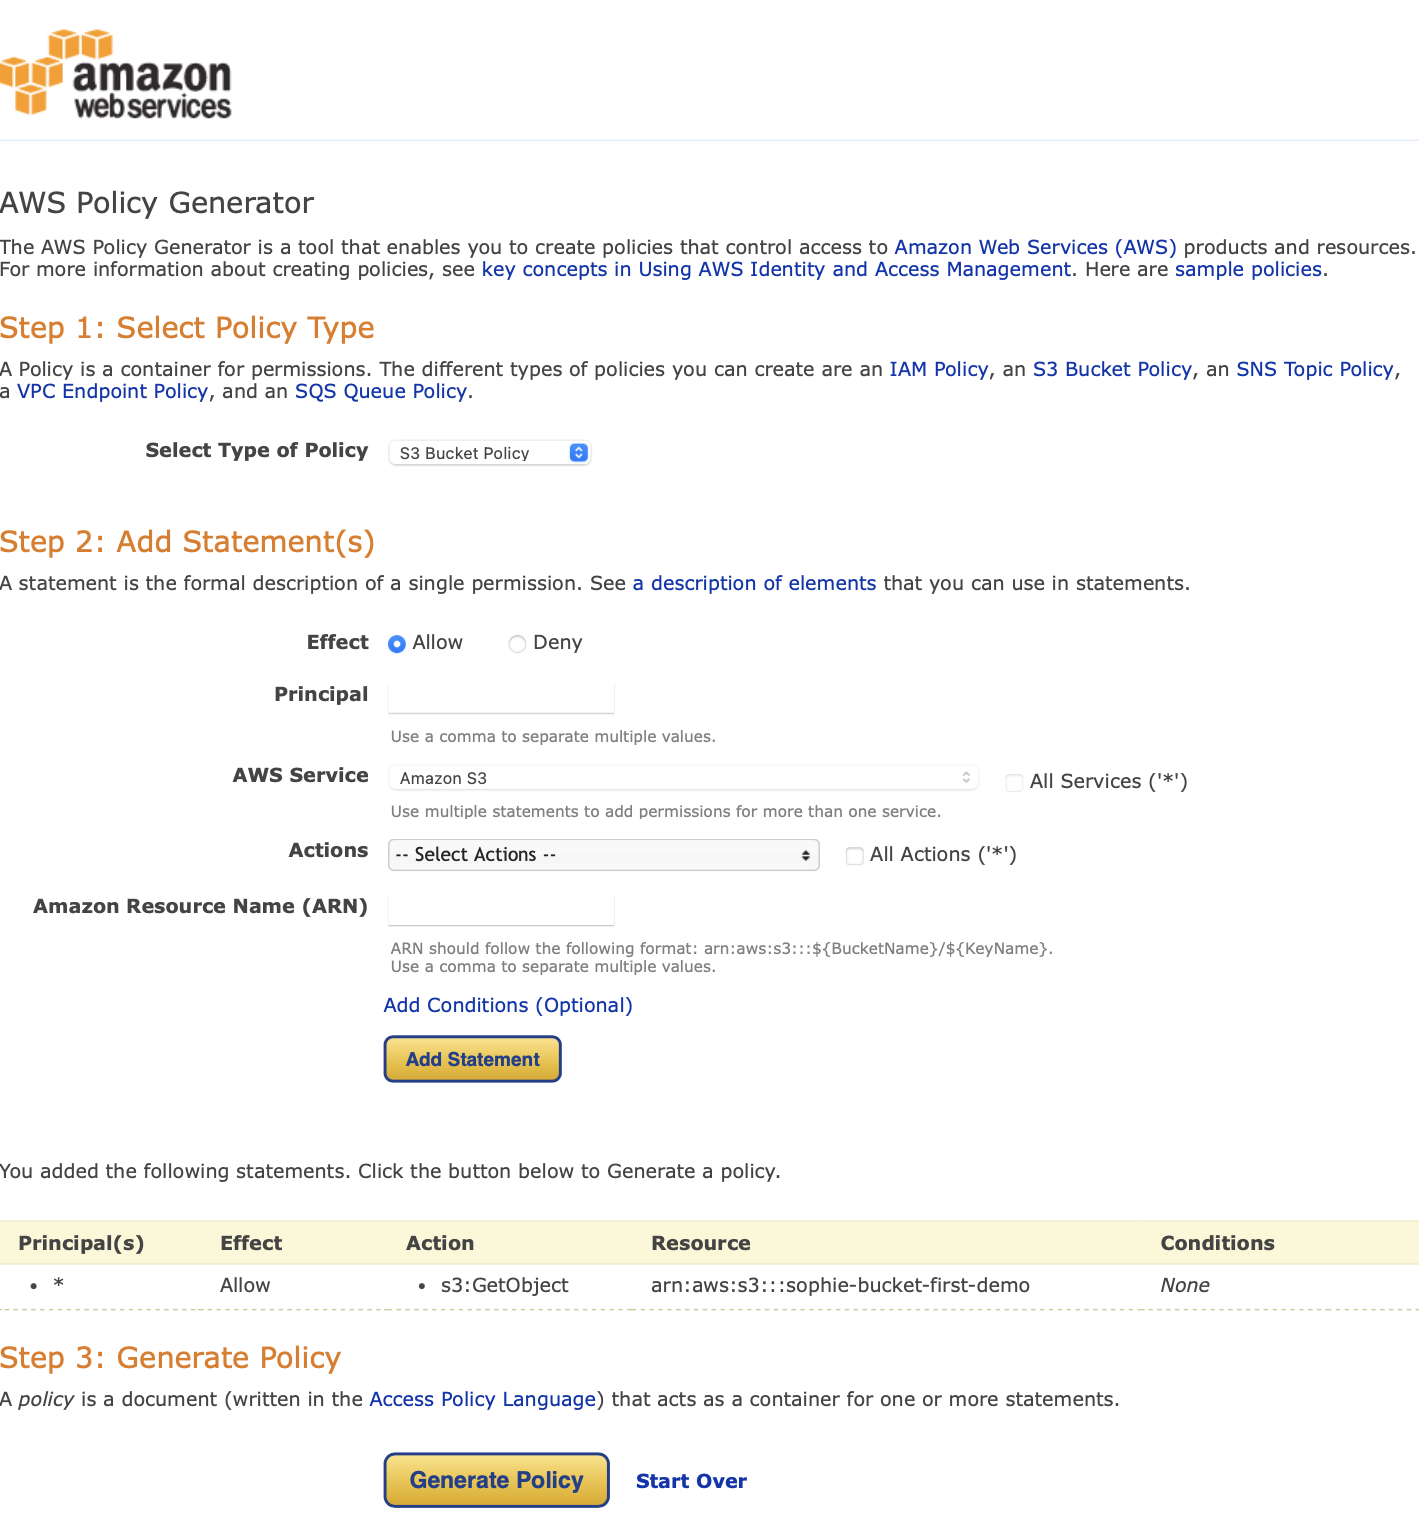 amazon
webservices
AWS Policy Generator
The AWS Policy Generator is a tool that enables you to create policies that control access to Amazon Web Services (AWS) products and resources.
For more information about creating policies, see key concepts in Using AWS Identity and Access Management. Here are sample policies.
Step 1: Select Policy Type
A Policy is a container for permissions. The different types of policies you can create are an IAM Policy, an S3 Bucket Policy, an SNS Topic Policy,
a VPC Endpoint Policy, and an SQS Queue Policy.
Select Type of Policy S3 Bucket Policy
Step 2: Add Statement(s)
A statement is the formal description of a single permission. See a description of elements that you can use in statements.
Effect Allow Deny
Principal
Use a comma to separate multiple values.
AWS Service Amazon S3 All Services ('*')
Use multiple statements to add permissions for more than one service.
Actions -- Select Actions -- All Actions ('*')
Amazon Resource Name (ARN)
ARN should follow the following format: arn:aws:s3:::${BucketName}/${KeyName}.
Use a comma to separate multiple values.
Add Conditions (Optional)
Add Statement
You added the following statements. Click the button below to Generate a policy.
Principal(s) Effect Action Resource Conditions
• * Allow • s3:GetObject arn:aws:s3:::sophie-bucket-first-demo None
Step 3: Generate Policy
A policy is a document (written in the Access Policy Language) that acts as a container for one or more statements.
Generate Policy Start Over